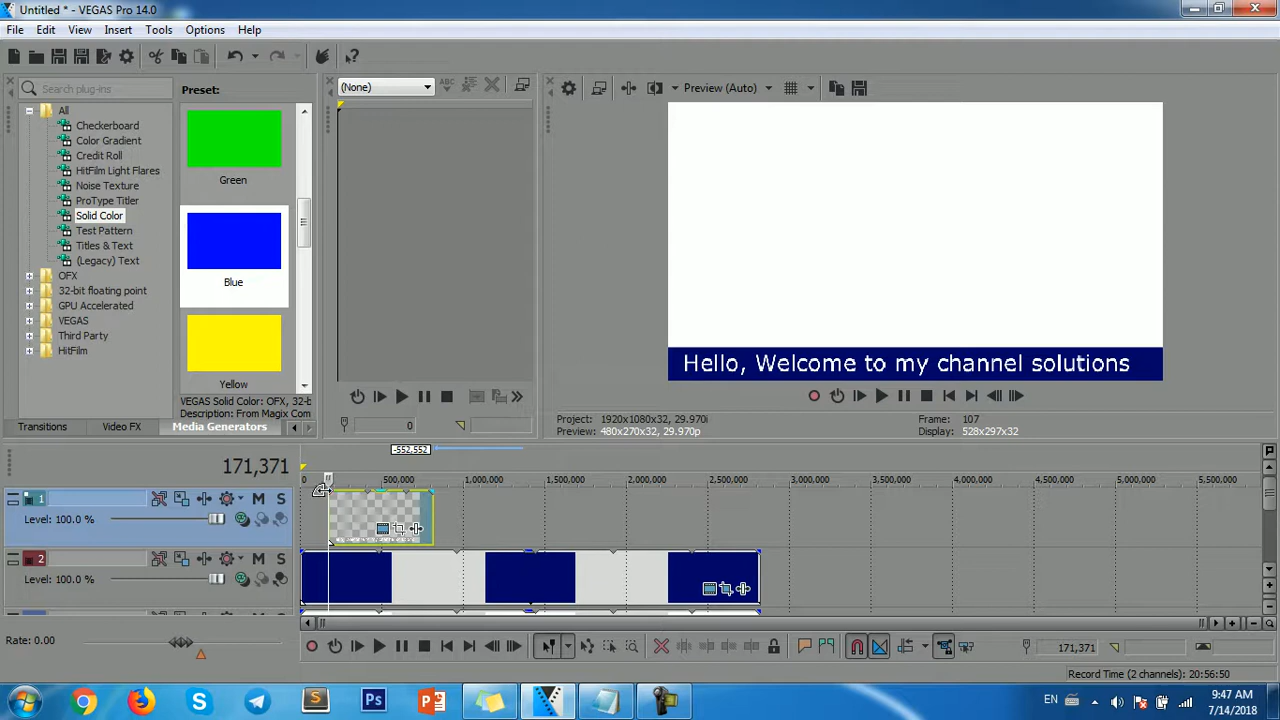 Untitled * - VEGAS Pro 14.0
File Edit View Insert Tools Options Help
Search plug-ins
All
Checkerboard
Color Gradient
Credit Roll
HitFilm Light Flares
Noise Texture
ProType Titler
Solid Color
Test Pattern
Titles & Text
(Legacy) Text
OFX
32-bit floating point
GPU Accelerated
VEGAS
Third Party
HitFilm
Preset:
Green
Blue
Yellow
VEGAS Solid Color: OFX, 32-b
Description: From Magix Com
Transitions Video FX Media Generators
(None)
0
Preview (Auto)
Hello, Welcome to my channel solutions
Project: 1920x1080x32, 29.970i
Preview: 480x270x32, 29.970p
Frame: 107
Display: 528x297x32
171,371
-552,552
0 500,000 1,000,000 1,500,000 2,000,000 2,500,000 3,000,000 3,500,000 4,000,000 4,500,000 5,000,000 5,500,000
1 M S
Level: 100.0 %
2 M S
Level: 100.0 %
Rate: 0.00
171,371
Record Time (2 channels): 20:56:50
S Ps P S V
EN
9:47 AM
7/14/2018